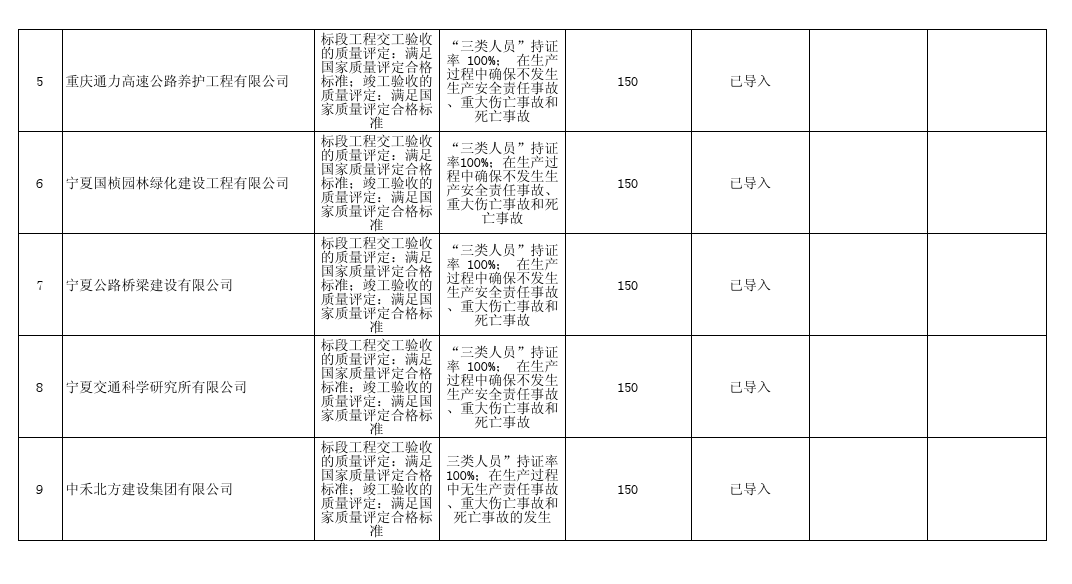 5
重庆通力高速公路养护工程有限公司
标段工程交工验收
的质量评定：满足
国家质量评定合格
标准；竣工验收的
质量评定：满足国
家质量评定合格标
准
“三类人员”持证
率 100%； 在生产
过程中确保不发生
生产安全责任事故
、重大伤亡事故和
死亡事故
150
已导入
6
宁夏国桢园林绿化建设工程有限公司
标段工程交工验收
的质量评定：满足
国家质量评定合格
标准；竣工验收的
质量评定：满足国
家质量评定合格标
准
“三类人员”持证
率100%；在生产过
程中确保不发生生
产安全责任事故、
重大伤亡事故和死
亡事故
150
已导入
7
宁夏公路桥梁建设有限公司
标段工程交工验收
的质量评定：满足
国家质量评定合格
标准；竣工验收的
质量评定：满足国
家质量评定合格标
准
“三类人员”持证
率 100%； 在生产
过程中确保不发生
生产安全责任事故
、重大伤亡事故和
死亡事故
150
已导入
8
宁夏交通科学研究所有限公司
标段工程交工验收
的质量评定：满足
国家质量评定合格
标准；竣工验收的
质量评定：满足国
家质量评定合格标
准
“三类人员”持证
率 100%； 在生产
过程中确保不发生
生产安全责任事故
、重大伤亡事故和
死亡事故
150
已导入
9
中禾北方建设集团有限公司
标段工程交工验收
的质量评定：满足
国家质量评定合格
标准；竣工验收的
质量评定：满足国
家质量评定合格标
准
三类人员”持证率
100%；在生产过程
中无生产责任事故
、重大伤亡事故和
死亡事故的发生
150
已导入